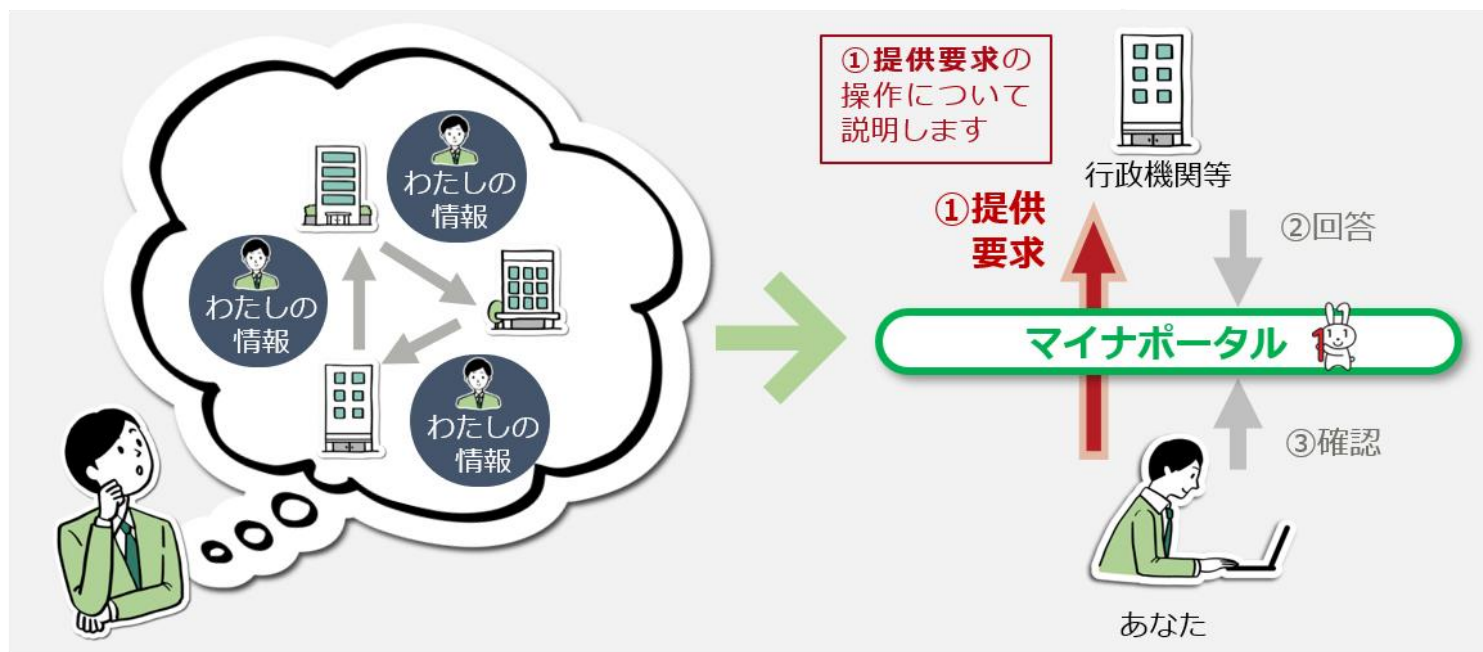 わたしの
情報
わたしの
情報
わたしの
情報
①提供要求の
操作について
説明します
行政機関等
①提供
要求
②回答
マイナポータル
③確認
あなた